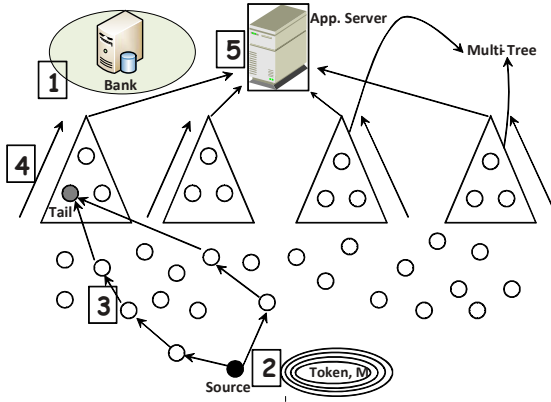 App. Server
5
Multi-Tree
1
Bank
4
Tail
3
2
Token, M
Source